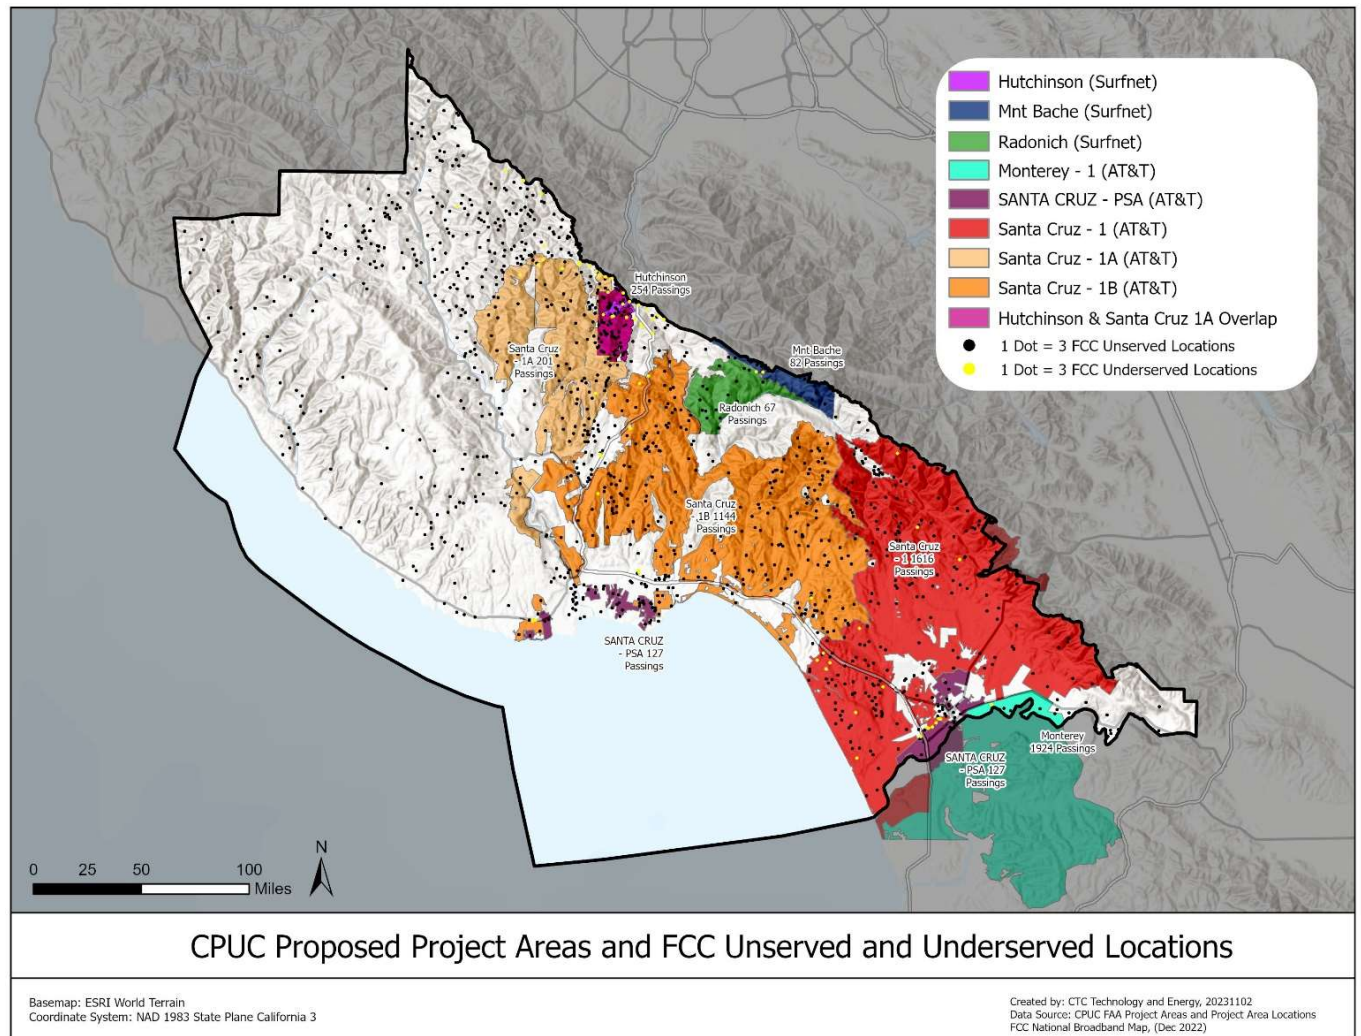 Hutchinson (Surfnet)
Mnt Bache (Surfnet)
Radonich (Surfnet)
Monterey - 1 (AT&T)
SANTA CRUZ - PSA (AT&T)
Santa Cruz - 1 (AT&T)
Santa Cruz - 1A (AT&T)
Santa Cruz - 1B (AT&T)
Hutchinson & Santa Cruz 1A Overlap
1 Dot = 3 FCC Unserved Locations
1 Dot = 3 FCC Underserved Locations
Hutchinson
254 Passings
Santa Cruz
- 1A 201
Passings
Mnt Bache
82 Passings
Radonich 67
Passings
Santa Cruz
- 1B 1144
Passings
Santa Cruz
- 1 1616
Passings
SANTA CRUZ
- PSA 127
Passings
Monterey
1924 Passings
SANTA CRUZ
- PSA 127
Passings
N
0 25 50 100
Miles
CPUC Proposed Project Areas and FCC Unserved and Underserved Locations
Basemap: ESRI World Terrain
Coordinate System: NAD 1983 State Plane California 3
Created by: CTC Technology and Energy, 20231102
Data Source: CPUC FAA Project Areas and Project Area Locations
FCC National Broadband Map, (Dec 2022)